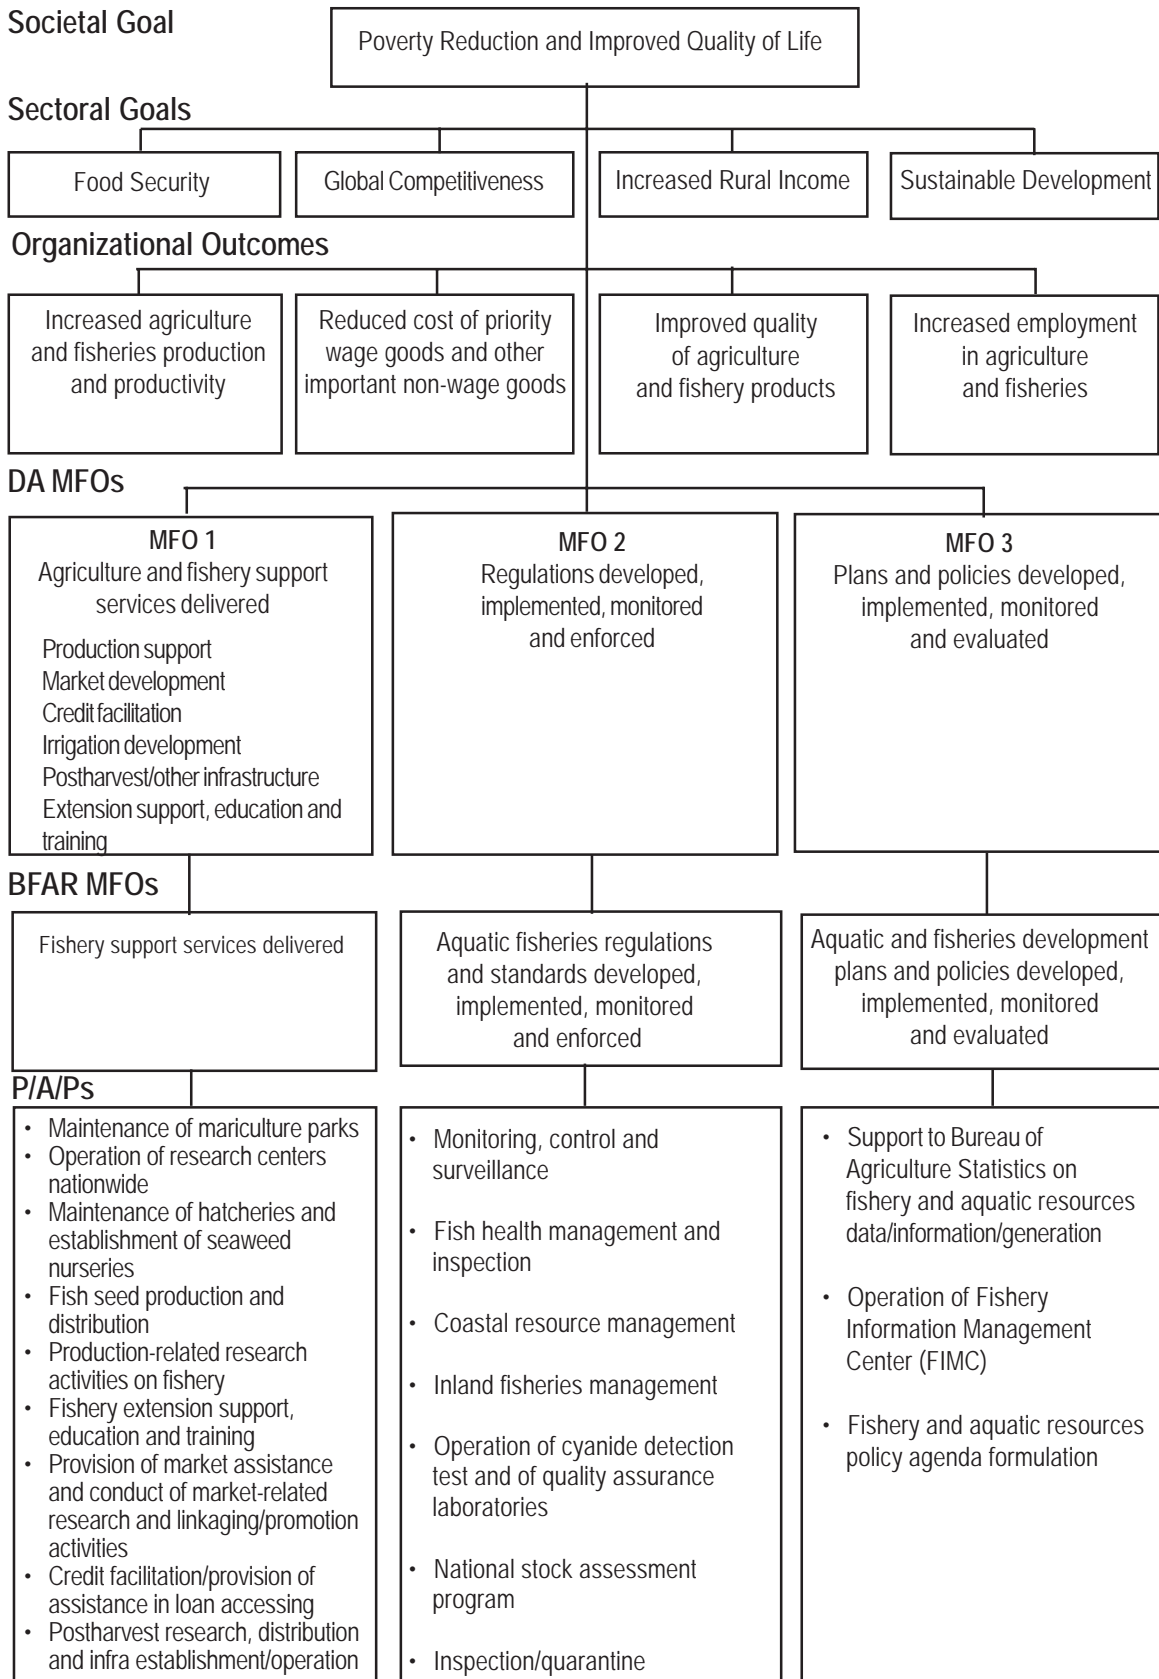 Societal Goal
Poverty Reduction and Improved Quality of Life
Sectoral Goals
Food Security
Global Competitiveness
Increased Rural Income
Sustainable Development
Organizational Outcomes
Increased agriculture
and fisheries production
and productivity
Reduced cost of priority
wage goods and other
important non-wage goods
Improved quality
of agriculture
and fishery products
Increased employment
in agriculture
and fisheries
DA MFOs
MFO 1
Agriculture and fishery support
services delivered
Production support
Market development
Credit facilitation
Irrigation development
Postharvest/other infrastructure
Extension support, education and
training
MFO 2
Regulations developed,
implemented, monitored
and enforced
MFO 3
Plans and policies developed,
implemented, monitored
and evaluated
BFAR MFOs
Fishery support services delivered
Aquatic fisheries regulations
and standards developed,
implemented, monitored
and enforced
Aquatic and fisheries development
plans and policies developed,
implemented, monitored
and evaluated
P/A/Ps
• Maintenance of mariculture parks
• Operation of research centers
nationwide
• Maintenance of hatcheries and
establishment of seaweed
nurseries
• Fish seed production and
distribution
• Production-related research
activities on fishery
• Fishery extension support,
education and training
• Provision of market assistance
and conduct of market-related
research and linkaging/promotion
activities
• Credit facilitation/provision of
assistance in loan accessing
• Postharvest research, distribution
and infra establishment/operation
• Monitoring, control and
surveillance
• Fish health management and
inspection
• Coastal resource management
• Inland fisheries management
• Operation of cyanide detection
test and of quality assurance
laboratories
• National stock assessment
program
• Inspection/quarantine
• Support to Bureau of
Agriculture Statistics on
fishery and aquatic resources
data/information/generation
• Operation of Fishery
Information Management
Center (FIMC)
• Fishery and aquatic resources
policy agenda formulation